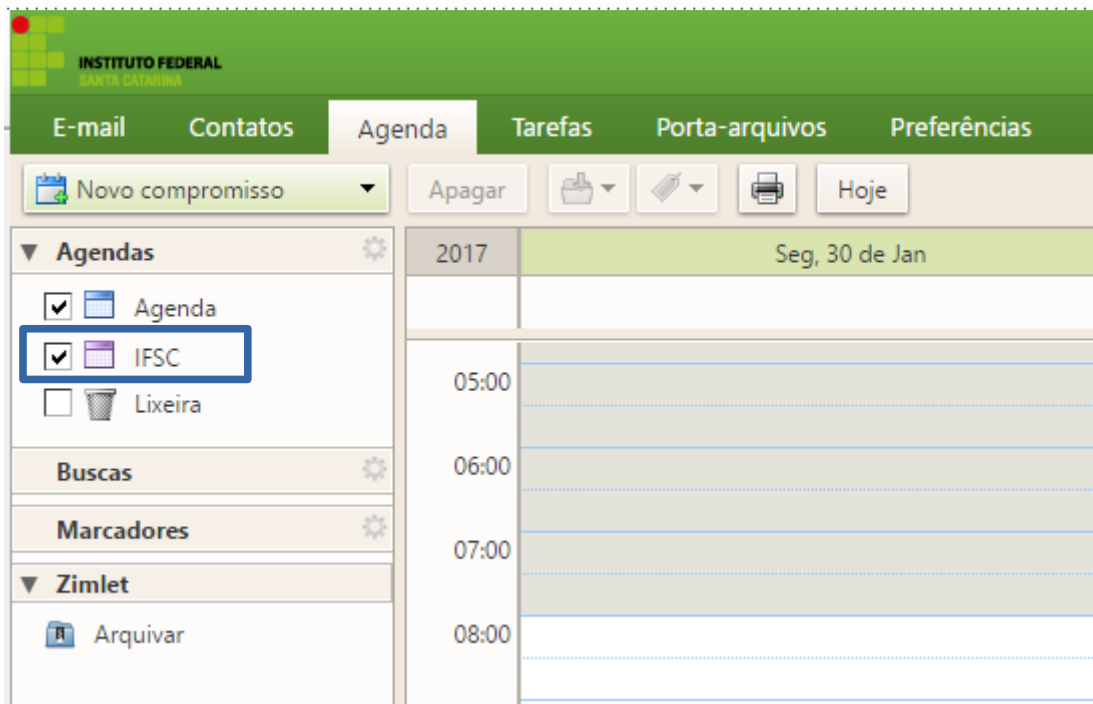 INSTITUTO FEDERAL
SANTA CATARINA
E-mail Contatos Agenda Tarefas Porta-arquivos Preferências
Novo compromisso Apagar Hoje
Agendas
Agenda
IFSC
Lixeira
Buscas
Marcadores
Zimlet
Arquivar
2017 Seg, 30 de Jan
05:00
06:00
07:00
08:00